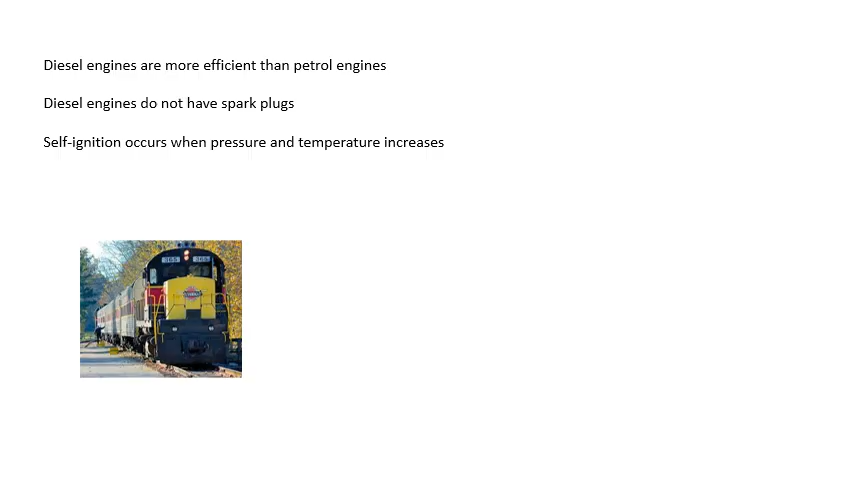 Diesel engines are more efficient than petrol engines
Diesel engines do not have spark plugs
Self-ignition occurs when pressure and temperature increases
365